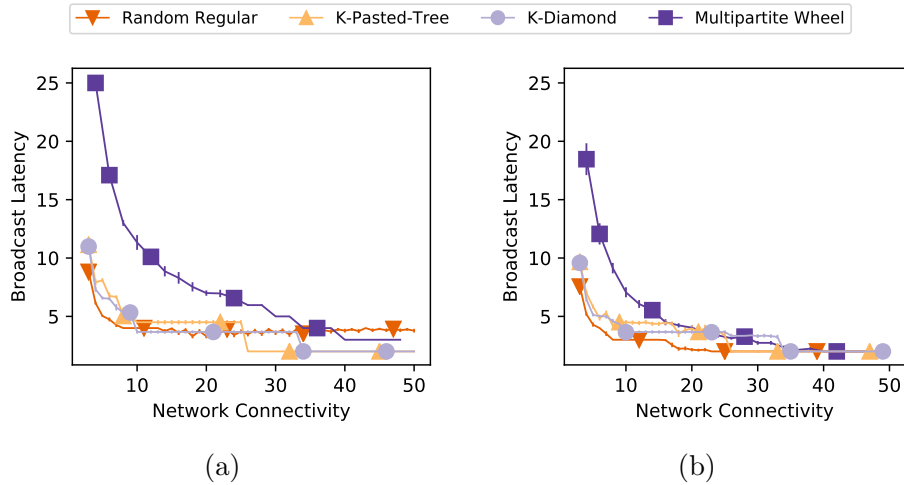 Random Regular K-Pasted-Tree K-Diamond Multipartite Wheel
25
20
15
10
5
Broadcast Latency
10 20 30 40 50
Network Connectivity
(a)
25
20
15
10
5
Broadcast Latency
10 20 30 40 50
Network Connectivity
(b)